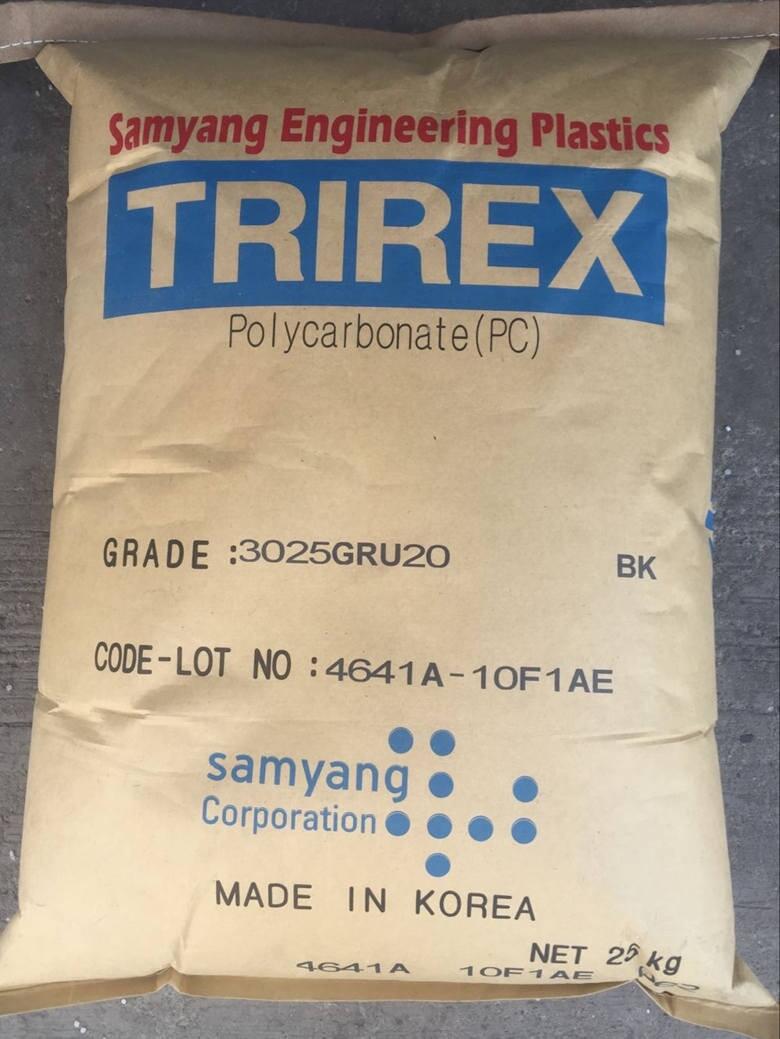 Samyang Engineering Plastics
TRIREX
Polycarbonate(PC)
GRADE :3025GRU20 BK
CODE-LOT NO :4641A-10F1AE
samyang
Corporation
MADE IN KOREA
NET 25 kg
4641A 10F1AE